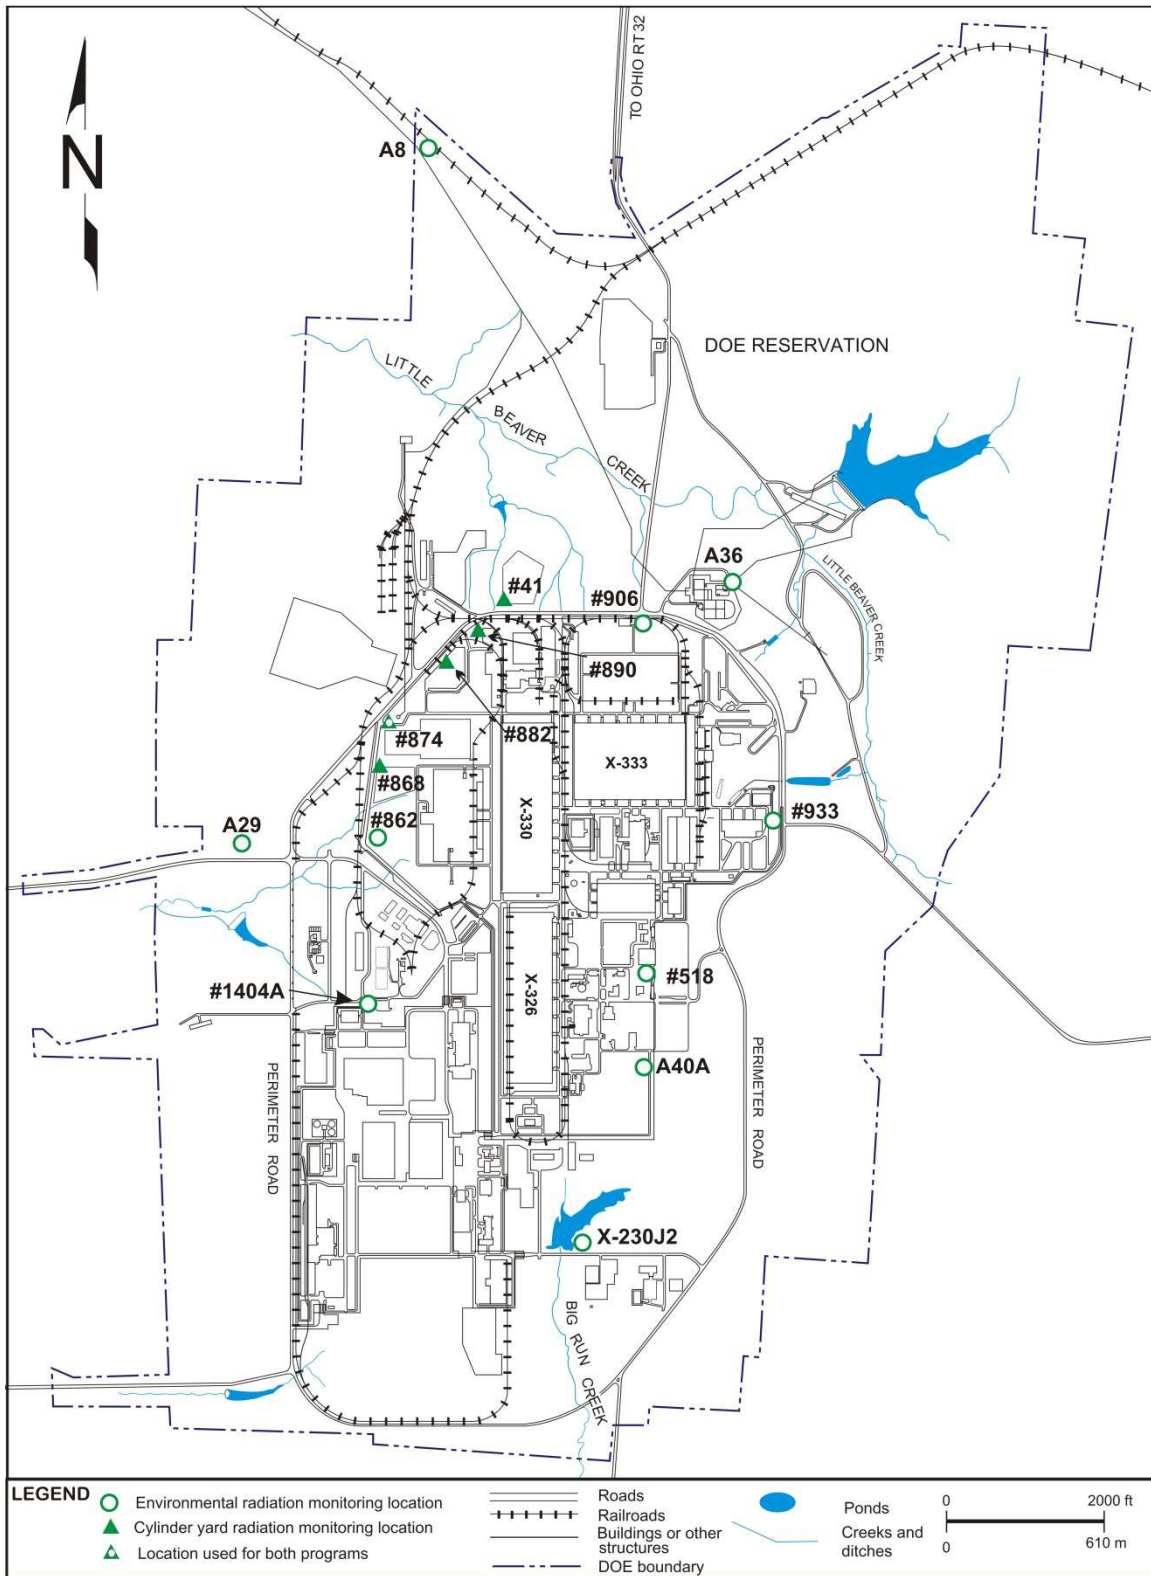 TO OHIO RT 32
N
A8
DOE RESERVATION
LITTLE
BEAVER
CREEK
A36
#41
#906
LITTLE BEAVER CREEK
#890
#874
#882
X-333
#868
X-330
#862
#933
A29
#518
X-326
#1404A
A40A
PERIMETER ROAD
PERIMETER ROAD
X-230J2
BIG RUN CREEK
LEGEND
Environmental radiation monitoring location
Cylinder yard radiation monitoring location
Location used for both programs
Roads
Railroads
Buildings or other
structures
DOE boundary
Ponds
Creeks and
ditches
0 2000 ft
0 610 m